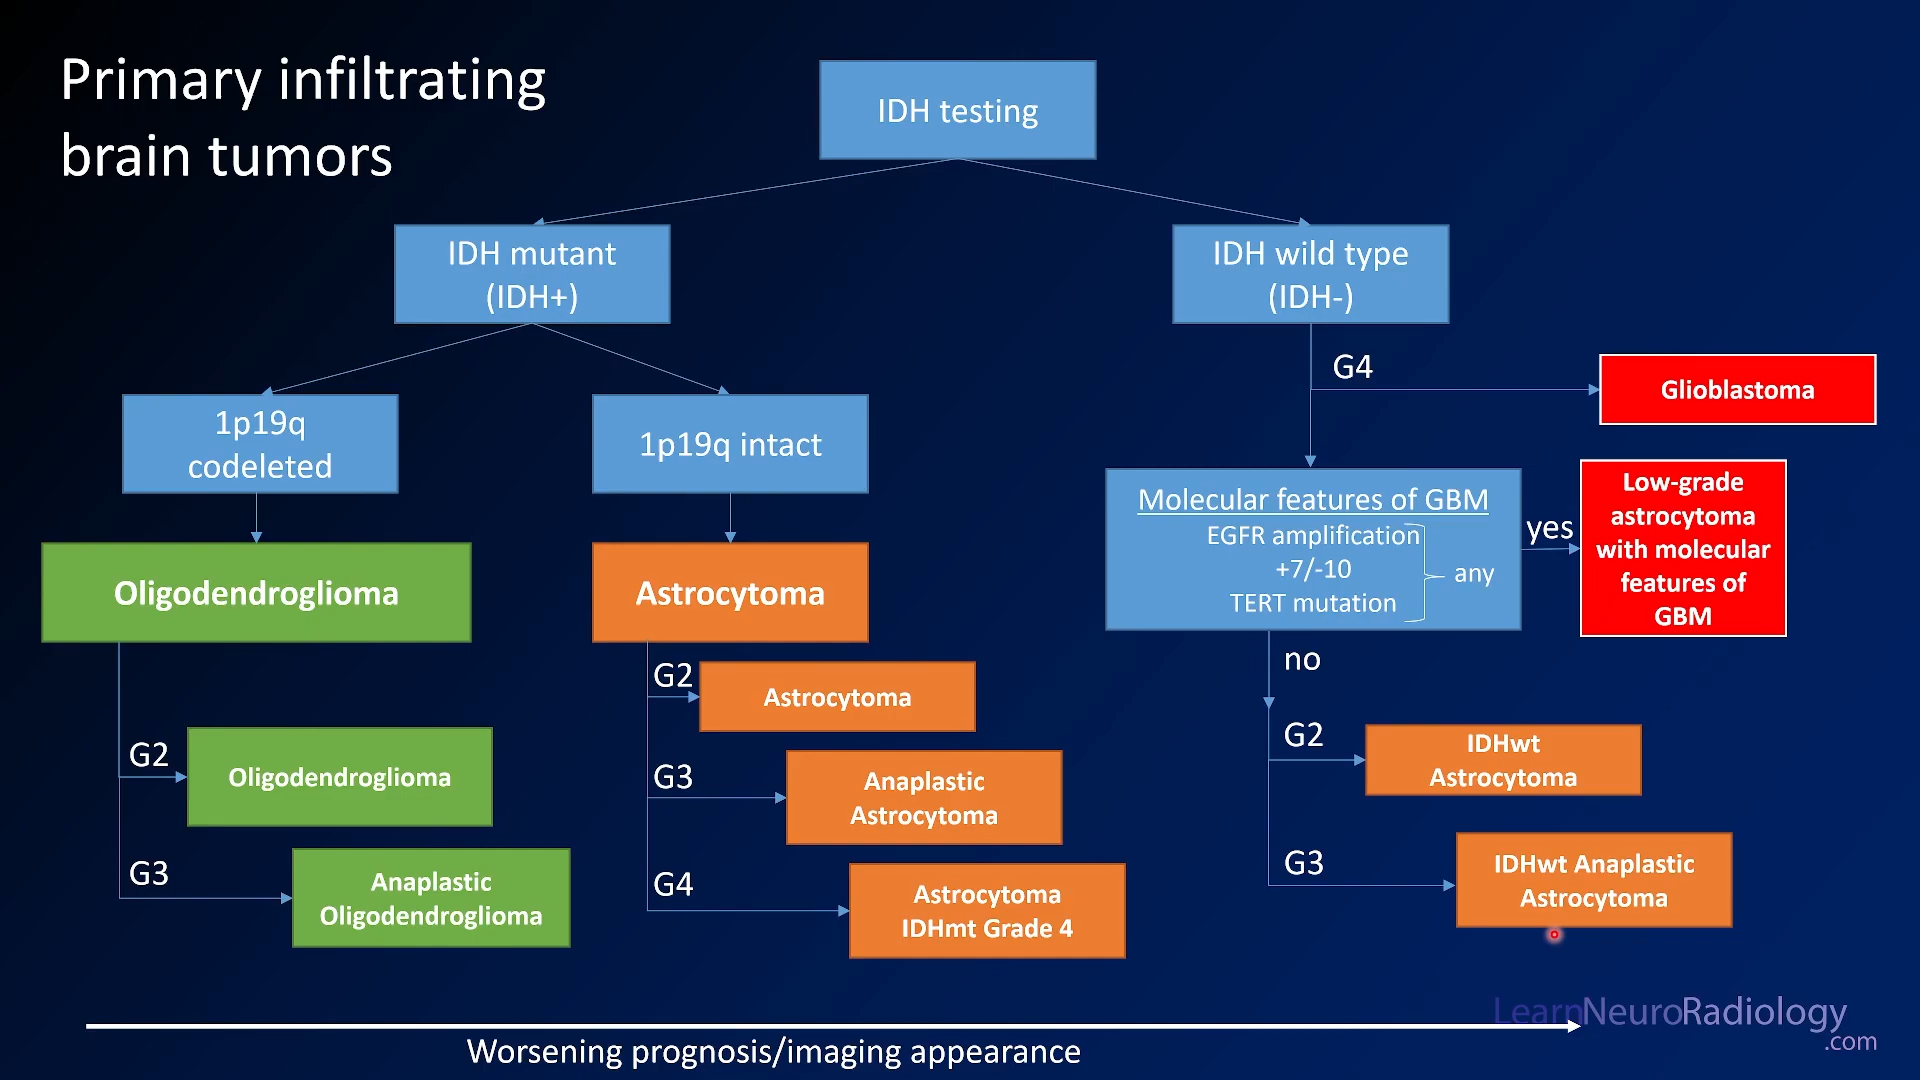 Primary infiltrating
brain tumors
IDH testing
IDH mutant
(IDH+)
IDH wild type
(IDH-)
G4
Glioblastoma
1p19q
codeleted
1p19q intact
Molecular features of GBM
EGFR amplification
+7/-10
TERT mutation
any
yes
Low-grade
astrocytoma
with molecular
features of
GBM
Oligodendroglioma
Astrocytoma
no
G2
Oligodendroglioma
G3
Anaplastic
Oligodendroglioma
G2
Astrocytoma
G3
Anaplastic
Astrocytoma
G4
Astrocytoma
IDHmt Grade 4
G2
IDHwt
Astrocytoma
G3
IDHwt Anaplastic
Astrocytoma
Worsening prognosis/imaging appearance
LearnNeuroRadiology
.com